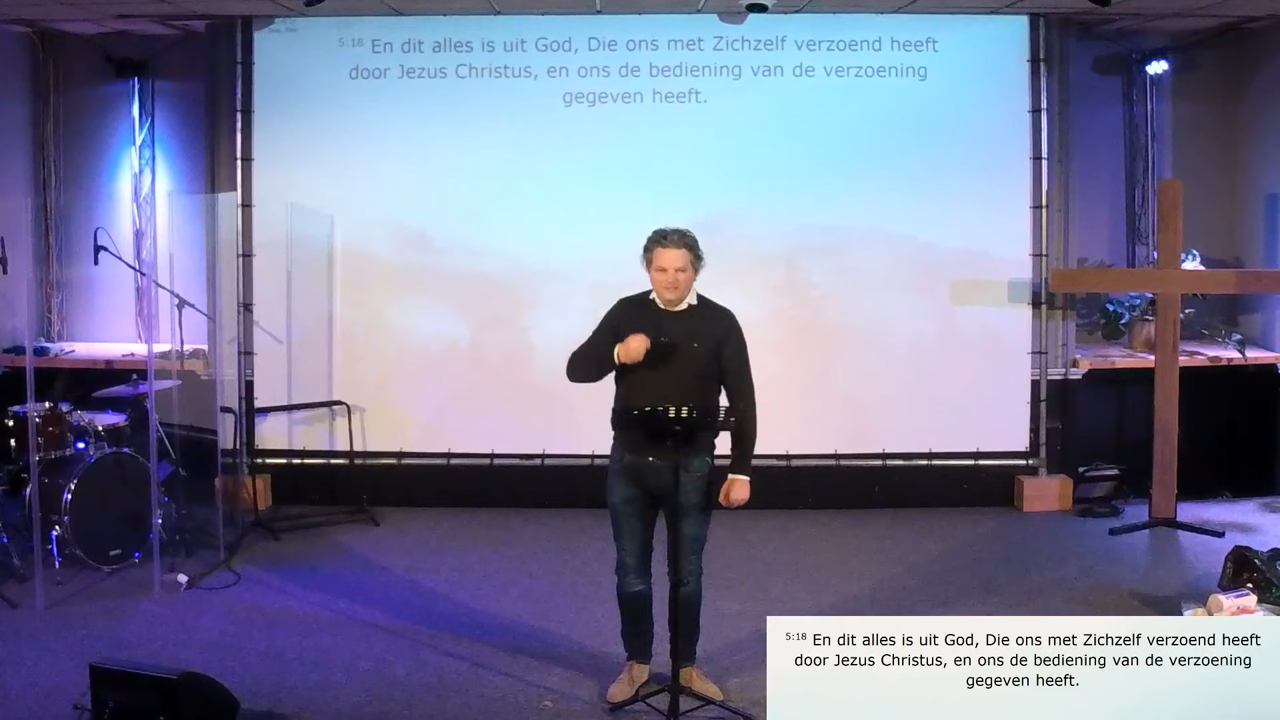 5:18 En dit alles is uit God, Die ons met Zichzelf verzoend heeft
door Jezus Christus, en ons de bediening van de verzoening
gegeven heeft.
5:18 En dit alles is uit God, Die ons met Zichzelf verzoend heeft
door Jezus Christus, en ons de bediening van de verzoening
gegeven heeft.